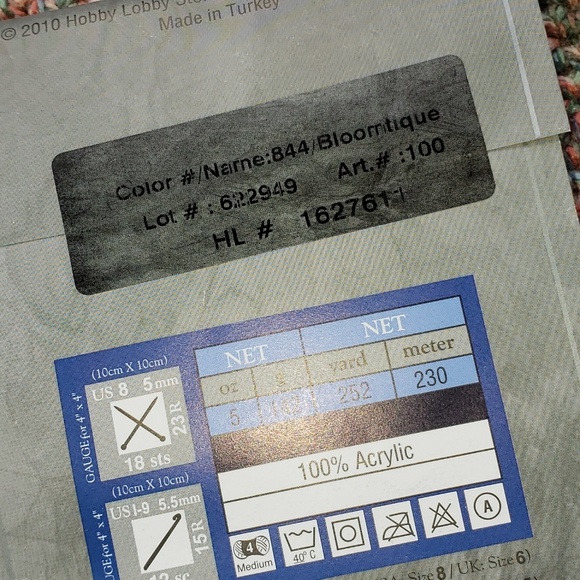 © 2010 Hobby Lobby
Made in Turkey
Color #/Name:844/Bloomtique
Lot # : 622949 Art.# :100
HL # 1627611
(10cm X 10cm)
US 8 5mm
GAUGE for 4" x 4"
23R
18 sts
NET NET
oz g yard meter
5 252 230
100% Acrylic
(10cm X 10cm)
US I-9 5.5mm
for 4" x 4"
15R
4
Medium
40° C
A
Size 8 / UK: Size 6)